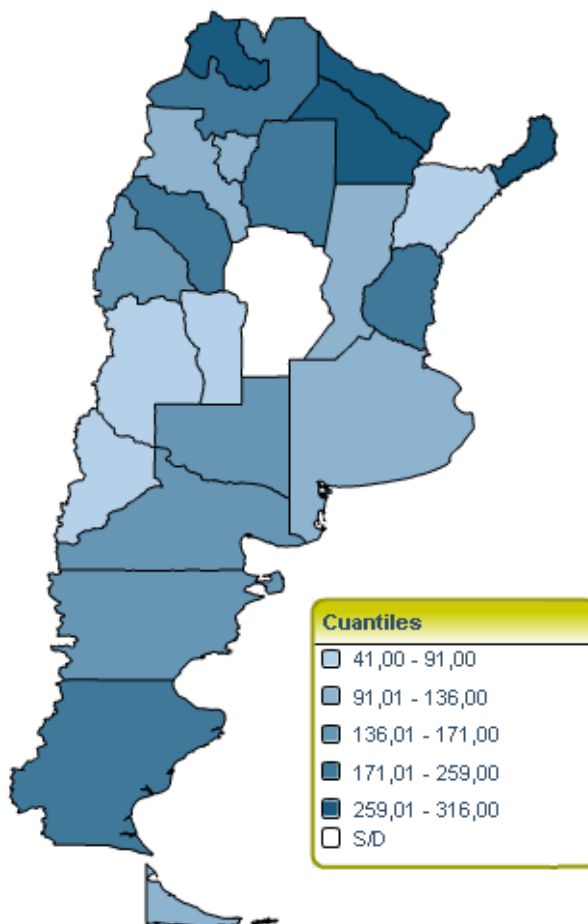 Cuantiles
41,00 - 91,00
91,01 - 136,00
136,01 - 171,00
171,01 - 259,00
259,01 - 316,00
S/D